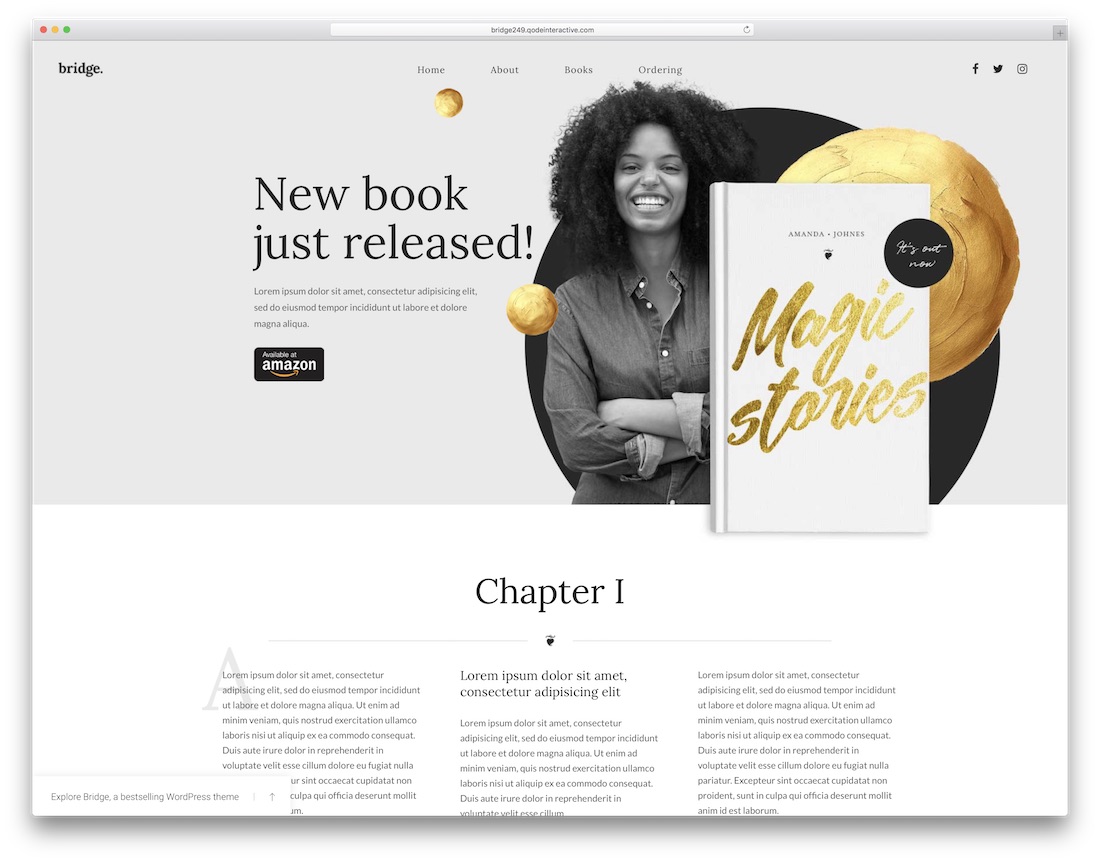 bridge249.qodeinteractive.com
bridge.
Home
About
Books
Ordering
New book
just released!
Lorem ipsum dolor sit amet, consectetur adipisicing elit,
sed do eiusmod tempor incididunt ut labore et dolore
magna aliqua.
Available at
amazon
AMANDA • JOHNES
It's out
now
Magic
stories
Chapter I
A
Lorem ipsum dolor sit amet, consectetur
adipisicing elit, sed do eiusmod tempor incididunt
ut labore et dolore magna aliqua. Ut enim ad
minim veniam, quis nostrud exercitation ullamco
laboris nisi ut aliquip ex ea commodo consequat.
Duis aute irure dolor in reprehenderit in
voluptate velit esse cillum dolore eu fugiat nulla
ur sint occaecat cupidatat non
culpa qui officia deserunt mollit
um.
Lorem ipsum dolor sit amet,
consectetur adipisicing elit
Lorem ipsum dolor sit amet, consectetur
adipisicing elit, sed do eiusmod tempor incididunt
ut labore et dolore magna aliqua. Ut enim ad
minim veniam, quis nostrud exercitation ullamco
laboris nisi ut aliquip ex ea commodo consequat.
Duis aute irure dolor in reprehenderit in
voluptate velit esse cillum
Lorem ipsum dolor sit amet, consectetur
adipisicing elit, sed do eiusmod tempor incididunt
ut labore et dolore magna aliqua. Ut enim ad
minim veniam, quis nostrud exercitation ullamco
laboris nisi ut aliquip ex ea commodo consequat.
Duis aute irure dolor in reprehenderit in
voluptate velit esse cillum dolore eu fugiat nulla
pariatur. Excepteur sint occaecat cupidatat non
proident, sunt in culpa qui officia deserunt mollit
anim id est laborum.
Explore Bridge, a bestselling WordPress theme